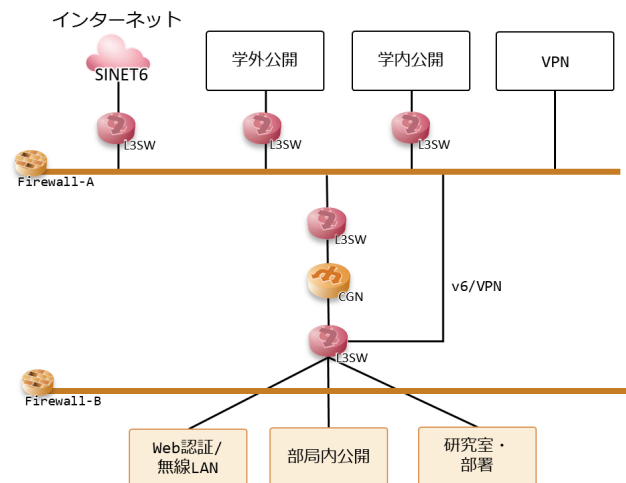 インターネット
SINET6
学外公開
学内公開
VPN
L3SW
L3SW
L3SW
Firewall-A
L3SW
CGN
v6/VPN
L3SW
Firewall-B
Web認証/
無線LAN
部局内公開
研究室・
部署